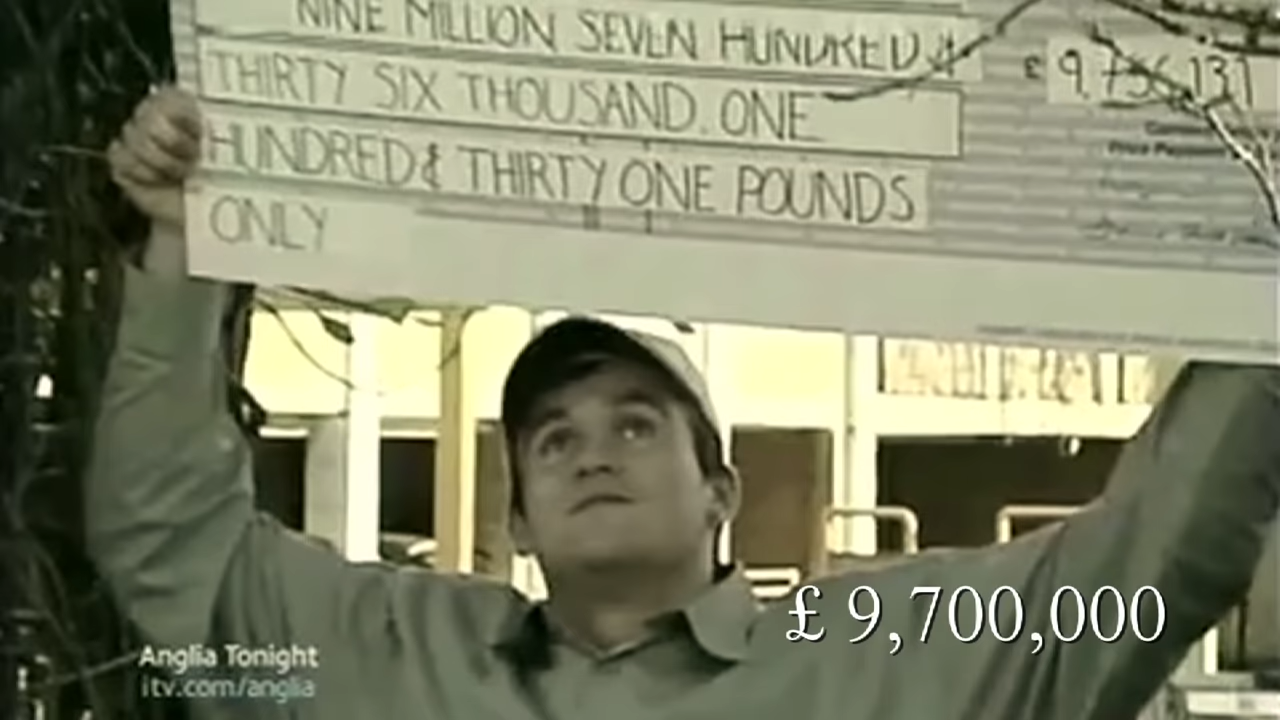 NINE MILLION SEVEN HUNDRED &
£ 9,736,131
THIRTY SIX THOUSAND. ONE
HUNDRED & THIRTY ONE POUNDS
ONLY
£ 9,700,000
Anglia Tonight
itv.com/anglia